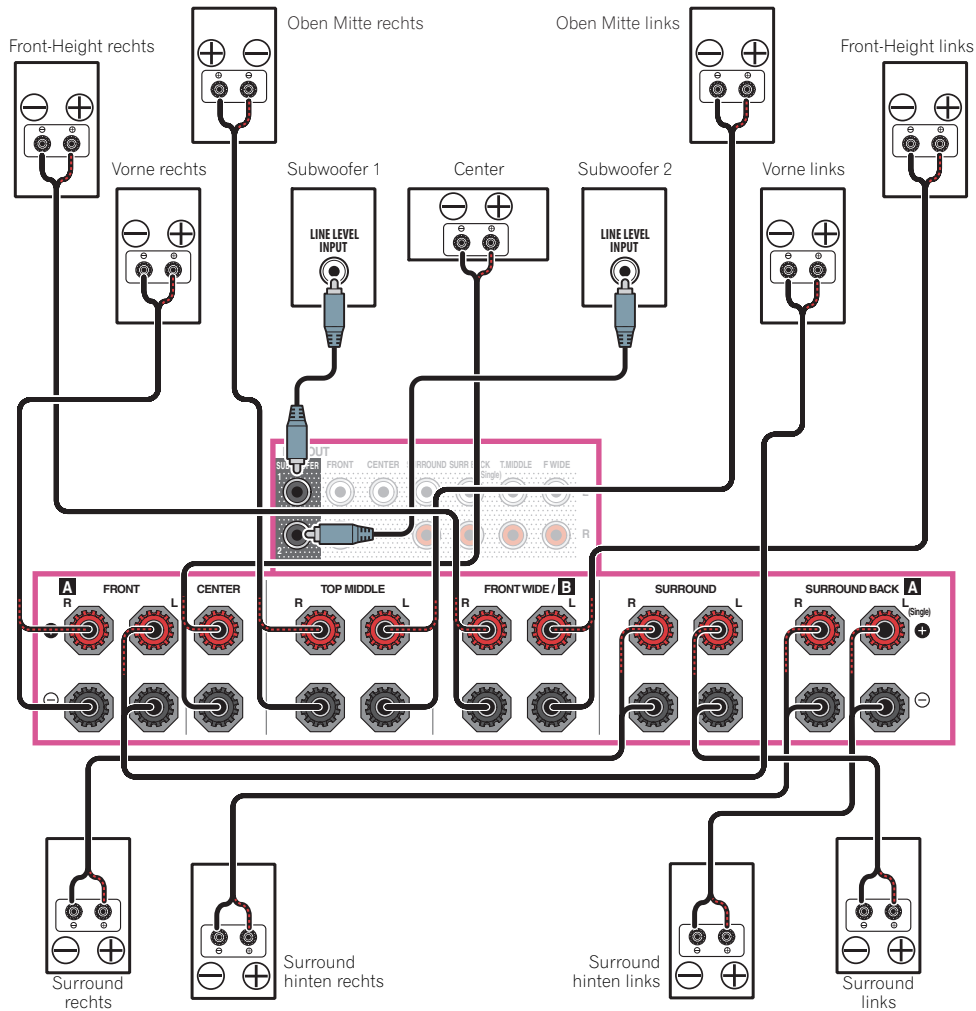 Oben Mitte rechts
Oben Mitte links
Front-Height rechts
Front-Height links
Vorne rechts
Subwoofer 1
Center
Subwoofer 2
Vorne links
LINE LEVEL
INPUT
LINE LEVEL
INPUT
OUT
SUBWOOFER FRONT CENTER SURROUND SURR BACK T.MIDDLE F WIDE
(Single)
1
L
2
R
A FRONT CENTER TOP MIDDLE FRONT WIDE / B SURROUND SURROUND BACK A
R L R L R L R L R L
(Single)
Surround
rechts
Surround
hinten rechts
Surround
hinten links
Surround
links